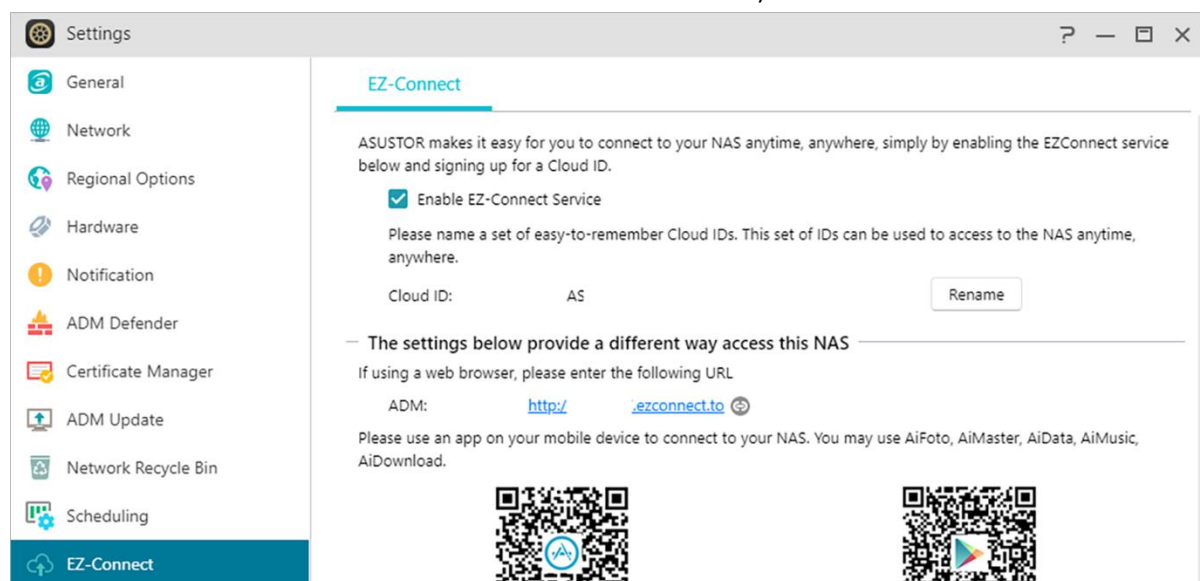 Settings
General
Network
Regional Options
Hardware
Notification
ADM Defender
Certificate Manager
ADM Update
Network Recycle Bin
Scheduling
EZ-Connect
EZ-Connect
ASUSTOR makes it easy for you to connect to your NAS anytime, anywhere, simply by enabling the EZConnect service
below and signing up for a Cloud ID.
Enable EZ-Connect Service
Please name a set of easy-to-remember Cloud IDs. This set of IDs can be used to access to the NAS anytime,
anywhere.
Cloud ID: AS Rename
The settings below provide a different way access this NAS
If using a web browser, please enter the following URL
ADM: http:/ .ezconnect.to
Please use an app on your mobile device to connect to your NAS. You may use AiFoto, AiMaster, AiData, AiMusic,
AiDownload.